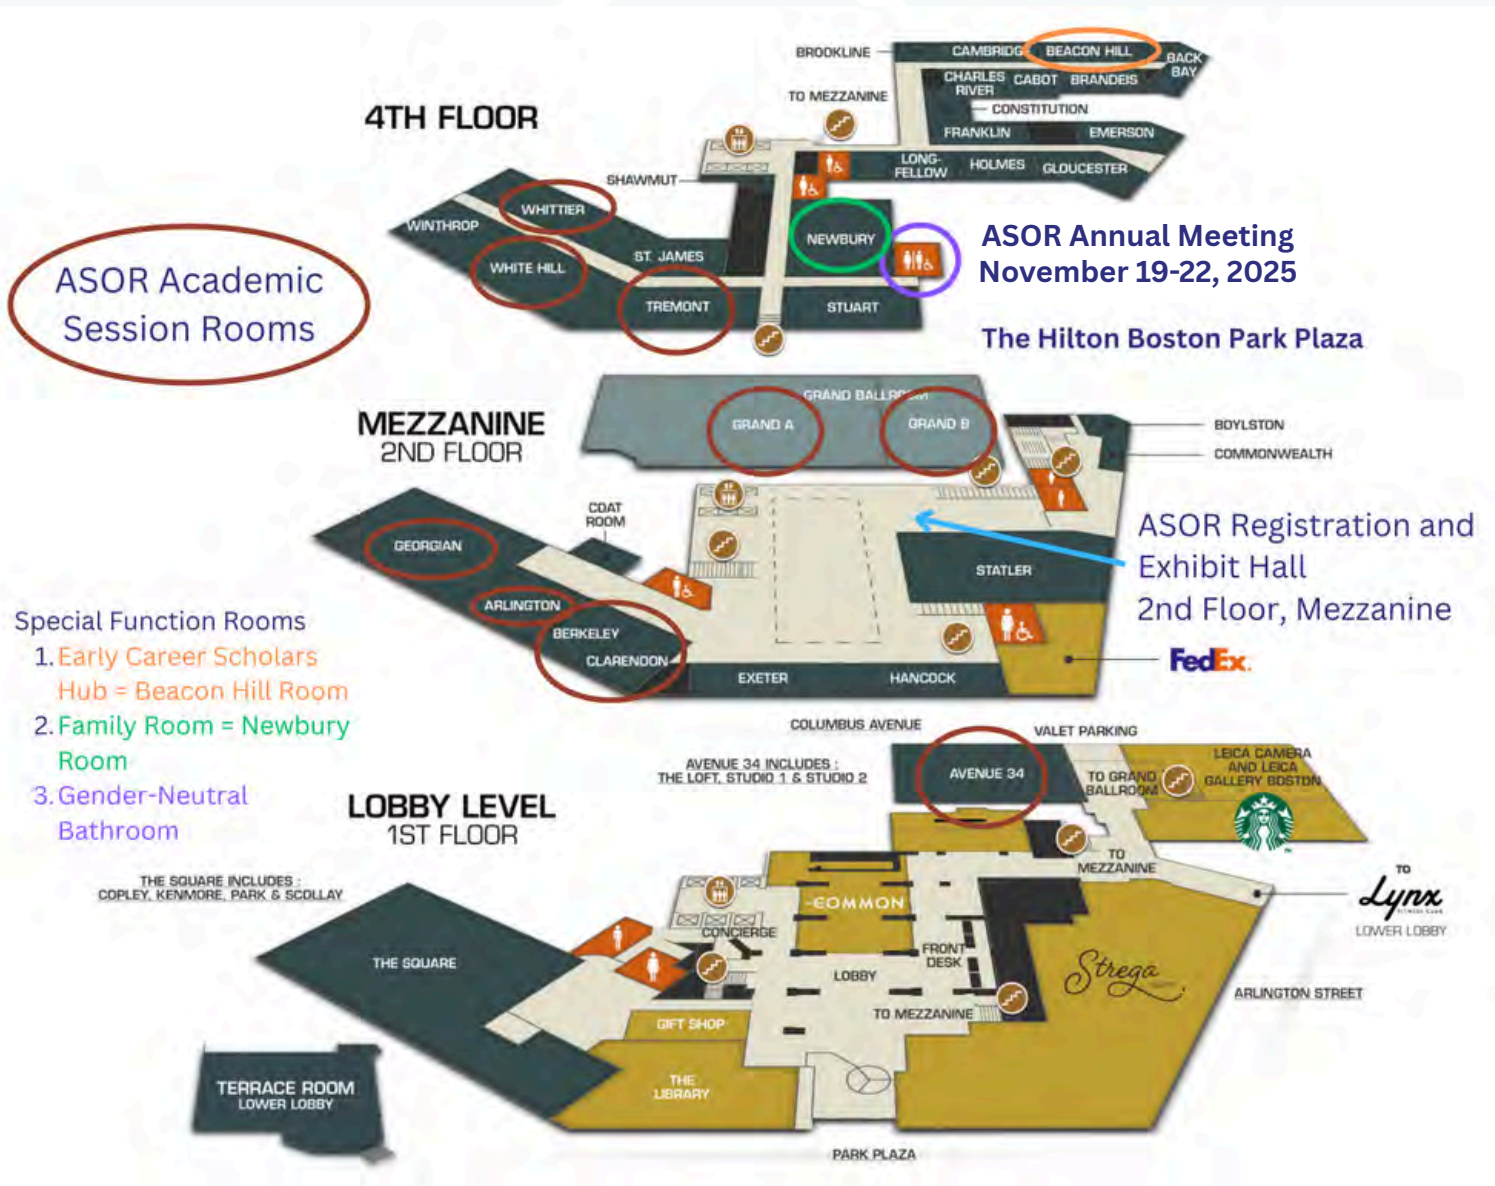 BROOKLINE
CAMBRIDGE
BEACON HILL
BACK
BAY
CHARLES
RIVER
CABOT
BRANDEIS
TO MEZZANINE
CONSTITUTION
4TH FLOOR
FRANKLIN
EMERSON
LONG-
FELLOW
HOLMES
GLOUCESTER
SHAWMUT
WHITTIER
WINTHROP
NEWBURY
ST. JAMES
WHITE HILL
TREMONT
STUART
ASOR Academic
Session Rooms
ASOR Annual Meeting
November 19-22, 2025
The Hilton Boston Park Plaza
MEZZANINE
2ND FLOOR
GRAND BALLROOM
GRAND A
GRAND B
BOYLSTON
COMMONWEALTH
COAT
ROOM
GEORGIAN
STATLER
ARLINGTON
BERKELEY
CLARENDON
EXETER
HANCOCK
ASOR Registration and
Exhibit Hall
2nd Floor, Mezzanine
FedEx.
Special Function Rooms
1. Early Career Scholars
Hub = Beacon Hill Room
2. Family Room = Newbury
Room
3. Gender-Neutral
Bathroom
COLUMBUS AVENUE
VALET PARKING
AVENUE 34 INCLUDES :
THE LOFT, STUDIO 1 & STUDIO 2
AVENUE 34
TO GRAND
BALLROOM
LEICA CAMERA
AND LEICA
GALLERY BOSTON
LOBBY LEVEL
1ST FLOOR
TO
MEZZANINE
THE SQUARE INCLUDES :
COPLEY, KENMORE, PARK & SCOLLAY
COMMON
CONCIERGE
FRONT
DESK
THE SQUARE
LOBBY
TO MEZZANINE
Strega
TO
Lynx
FITNESS CLUB
LOWER LOBBY
ARLINGTON STREET
GIFT SHOP
THE
LIBRARY
TERRACE ROOM
LOWER LOBBY
PARK PLAZA